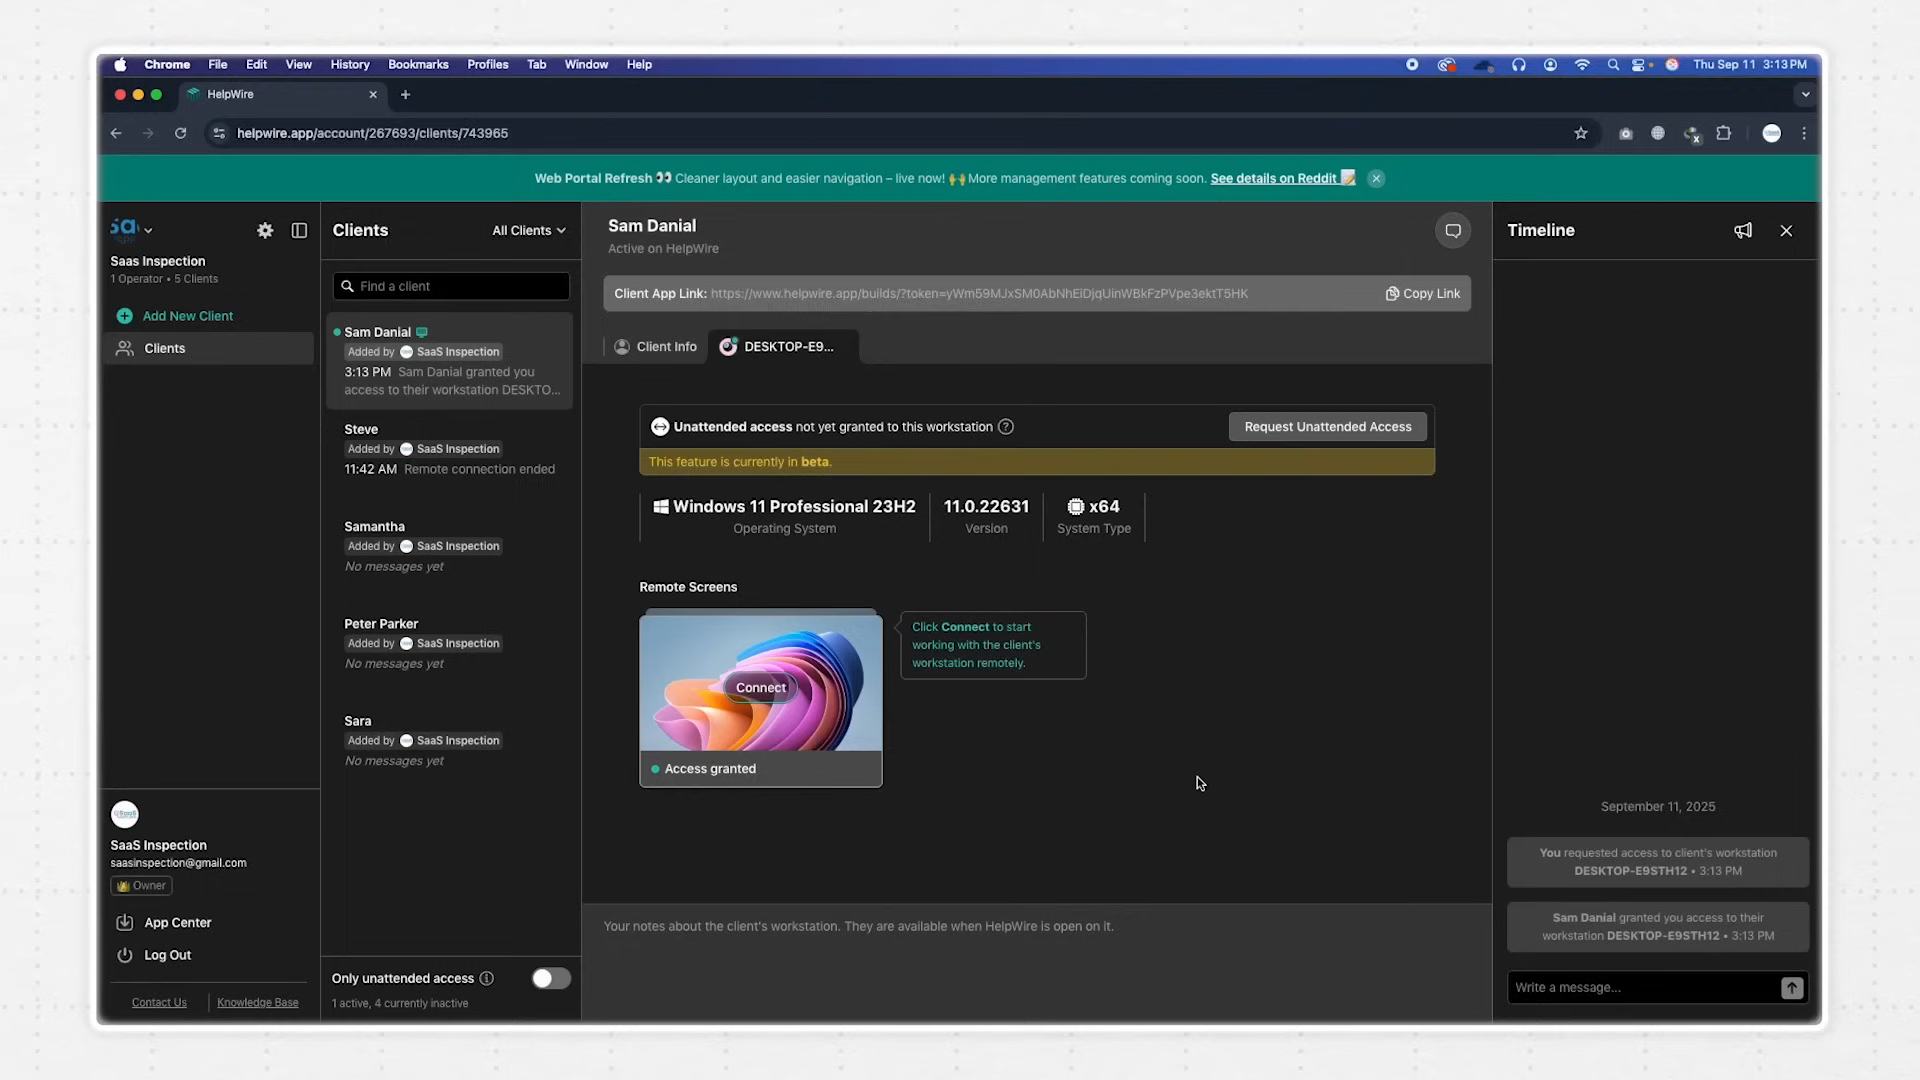 Chrome File Edit View History Bookmarks Profiles Tab Window Help
Thu Sep 11 3:13 PM
HelpWire
helpwire.app/account/267693/clients/743965
Web Portal Refresh 👀 Cleaner layout and easier navigation – live now! 🙌 More management features coming soon. See details on Reddit 📝
Saas Inspection
1 Operator • 5 Clients
Add New Client
Clients
SaaS Inspection
saasinspection@gmail.com
Owner
App Center
Log Out
Contact Us
Knowledge Base
Clients
All Clients
Find a client
Sam Danial
Added by SaaS Inspection
3:13 PM Sam Danial granted you
access to their workstation DESKTO...
Steve
Added by SaaS Inspection
11:42 AM Remote connection ended
Samantha
Added by SaaS Inspection
No messages yet
Peter Parker
Added by SaaS Inspection
No messages yet
Sara
Added by SaaS Inspection
No messages yet
Only unattended access
1 active, 4 currently inactive
Sam Danial
Active on HelpWire
Client App Link: https://www.helpwire.app/builds/?token=yWm59MJxSM0AbNhEiDjqUinWBkFzPVpe3ektT5HK
Copy Link
Client Info
DESKTOP-E9...
Unattended access not yet granted to this workstation
Request Unattended Access
This feature is currently in beta.
Windows 11 Professional 23H2
Operating System
11.0.22631
Version
x64
System Type
Remote Screens
Connect
Access granted
Click Connect to start
working with the client's
workstation remotely.
Your notes about the client's workstation. They are available when HelpWire is open on it.
Timeline
September 11, 2025
You requested access to client's workstation
DESKTOP-E9STH12 • 3:13 PM
Sam Danial granted you access to their
workstation DESKTOP-E9STH12 • 3:13 PM
Write a message...